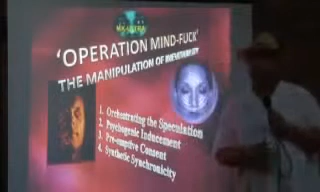 'OPERATION MIND-FUCK'
THE MANIPULATION OF
1. Orchestrating the Speculation
2. Psychogenic Inducement
3. Pre-emptive Consent
4. Synthetic Synchronicity